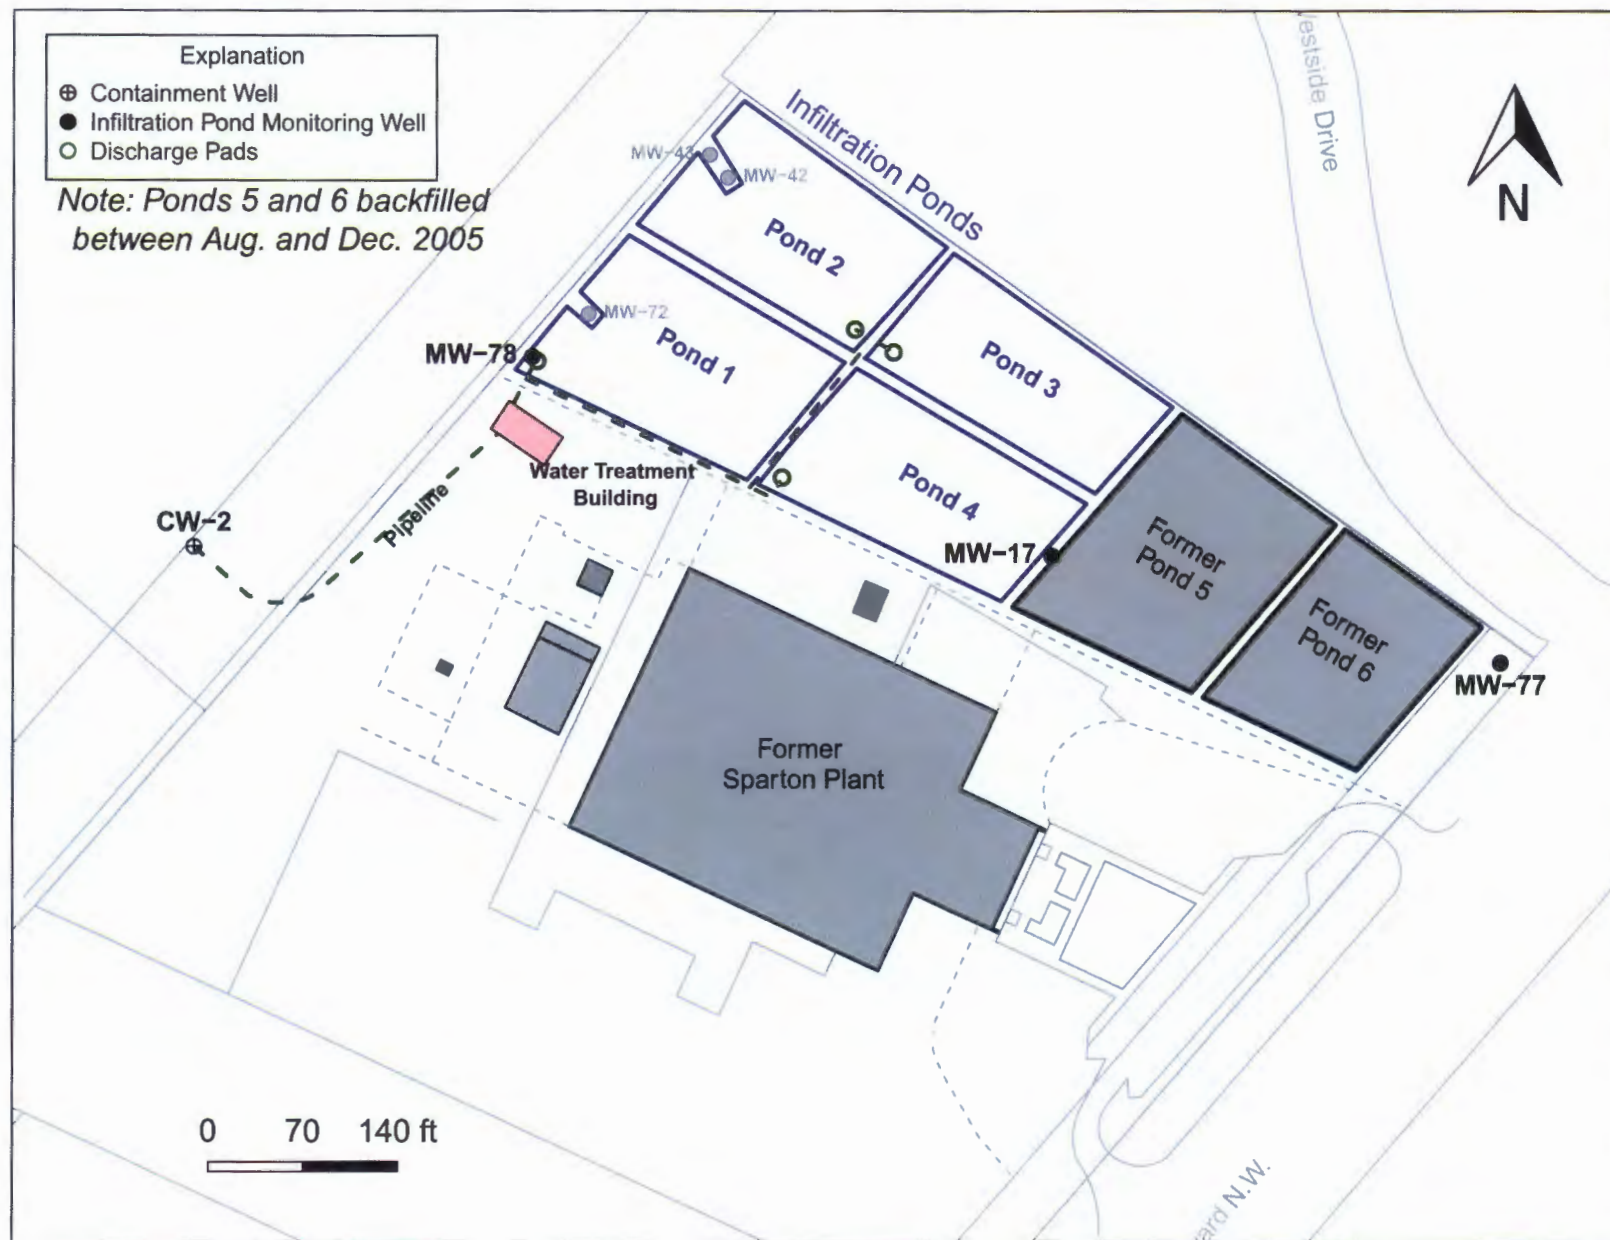 Explanation
Containment Well
Infiltration Pond Monitoring Well
Discharge Pads
Note: Ponds 5 and 6 backfilled
between Aug. and Dec. 2005
Infiltration Ponds
Westside Drive
N
MW-43
MW-42
Pond 2
MW-72
Pond 1
MW-78
Pond 3
Water Treatment
Building
Pond 4
Pipeline
CW-2
MW-17
Former
Pond 5
Former
Pond 6
MW-77
Former
Sparton Plant
0 70 140 ft
N.W.